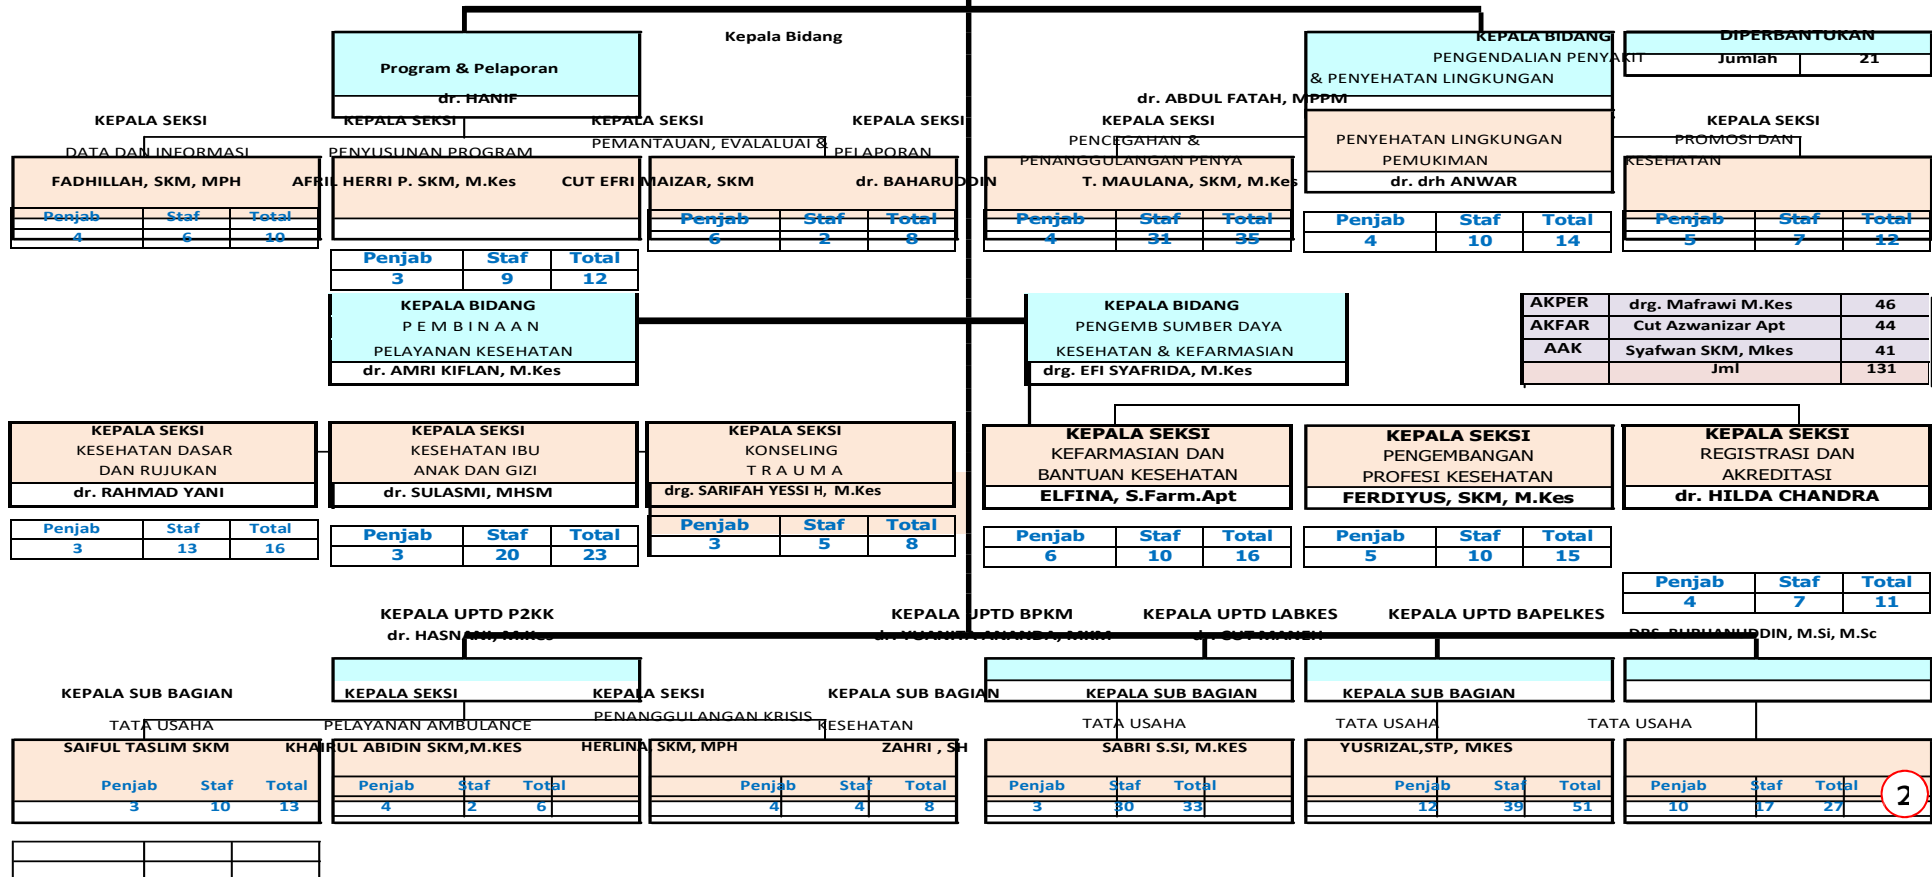 Kepala Bidang
Program & Pelaporan
dr. HANIF
KEPALA BIDANG
PENGENDALIAN PENYAKIT
& PENYEHATAN LINGKUNGAN
dr. ABDUL FATAH, MPPM
DIPERBANTUKAN
Jumlah 21
KEPALA SEKSI KEPALA SEKSI KEPALA SEKSI KEPALA SEKSI KEPALA SEKSI KEPALA SEKSI
DATA DAN INFORMASI
PENYUSUNAN PROGRAM
PEMANTAUAN, EVALALUAI &
PELAPORAN
PENCEGAHAN &
PENANGGULANGAN PENYA
PENYEHATAN LINGKUNGAN
PEMUKIMAN
PROMOSI DAN
KESEHATAN
FADHILLAH, SKM, MPH
AFRIL HERRI P. SKM, M.Kes
CUT EFRI MAIZAR, SKM
dr. BAHARUDDIN
T. MAULANA, SKM, M.Kes
dr. drh ANWAR
Penjab Staf Total
4 6 10
Penjab Staf Total
3 9 12
Penjab Staf Total
6 2 8
Penjab Staf Total
4 31 35
Penjab Staf Total
4 10 14
Penjab Staf Total
5 7 12
KEPALA BIDANG
P E M B I N A A N
PELAYANAN KESEHATAN
dr. AMRI KIFLAN, M.Kes
KEPALA BIDANG
PENGEMB SUMBER DAYA
KESEHATAN & KEFARMASIAN
drg. EFI SYAFRIDA, M.Kes
AKPER drg. Mafrawi M.Kes 46
AKFAR Cut Azwanizar Apt 44
AAK Syafwan SKM, Mkes 41
Jml 131
KEPALA SEKSI
KESEHATAN DASAR
DAN RUJUKAN
dr. RAHMAD YANI
Penjab Staf Total
3 13 16
KEPALA SEKSI
KESEHATAN IBU
ANAK DAN GIZI
dr. SULASMI, MHSM
Penjab Staf Total
3 20 23
KEPALA SEKSI
KONSELING
T R A U M A
drg. SARIFAH YESSI H, M.Kes
Penjab Staf Total
3 5 8
KEPALA SEKSI
KEFARMASIAN DAN
BANTUAN KESEHATAN
ELFINA, S.Farm.Apt
Penjab Staf Total
6 10 16
KEPALA SEKSI
PENGEMBANGAN
PROFESI KESEHATAN
FERDIYUS, SKM, M.Kes
Penjab Staf Total
5 10 15
KEPALA SEKSI
REGISTRASI DAN
AKREDITASI
dr. HILDA CHANDRA
Penjab Staf Total
4 7 11
KEPALA UPTD P2KK
dr. HASNANI, M.Kes
KEPALA UPTD BPKM
dr. YUANITA ANANDA, MKM
KEPALA UPTD LABKES
dr. CUT MANEH
KEPALA UPTD BAPELKES
DRS. BURHANUDDIN, M.Si, M.Sc
KEPALA SUB BAGIAN KEPALA SEKSI KEPALA SEKSI KEPALA SUB BAGIAN KEPALA SUB BAGIAN KEPALA SUB BAGIAN
TATA USAHA
PELAYANAN AMBULANCE
PENANGGULANGAN KRISIS
KESEHATAN
TATA USAHA
TATA USAHA
TATA USAHA
SAIFUL TASLIM SKM
KHAIRUL ABIDIN SKM,M.KES
HERLINA, SKM, MPH
ZAHRI , SH
SABRI S.SI, M.KES
YUSRIZAL,STP, MKES
Penjab Staf Total
3 10 13
Penjab Staf Total
4 2 6
Penjab Staf Total
4 4 8
Penjab Staf Total
3 30 33
Penjab Staf Total
12 39 51
Penjab Staf Total
10 17 27
2